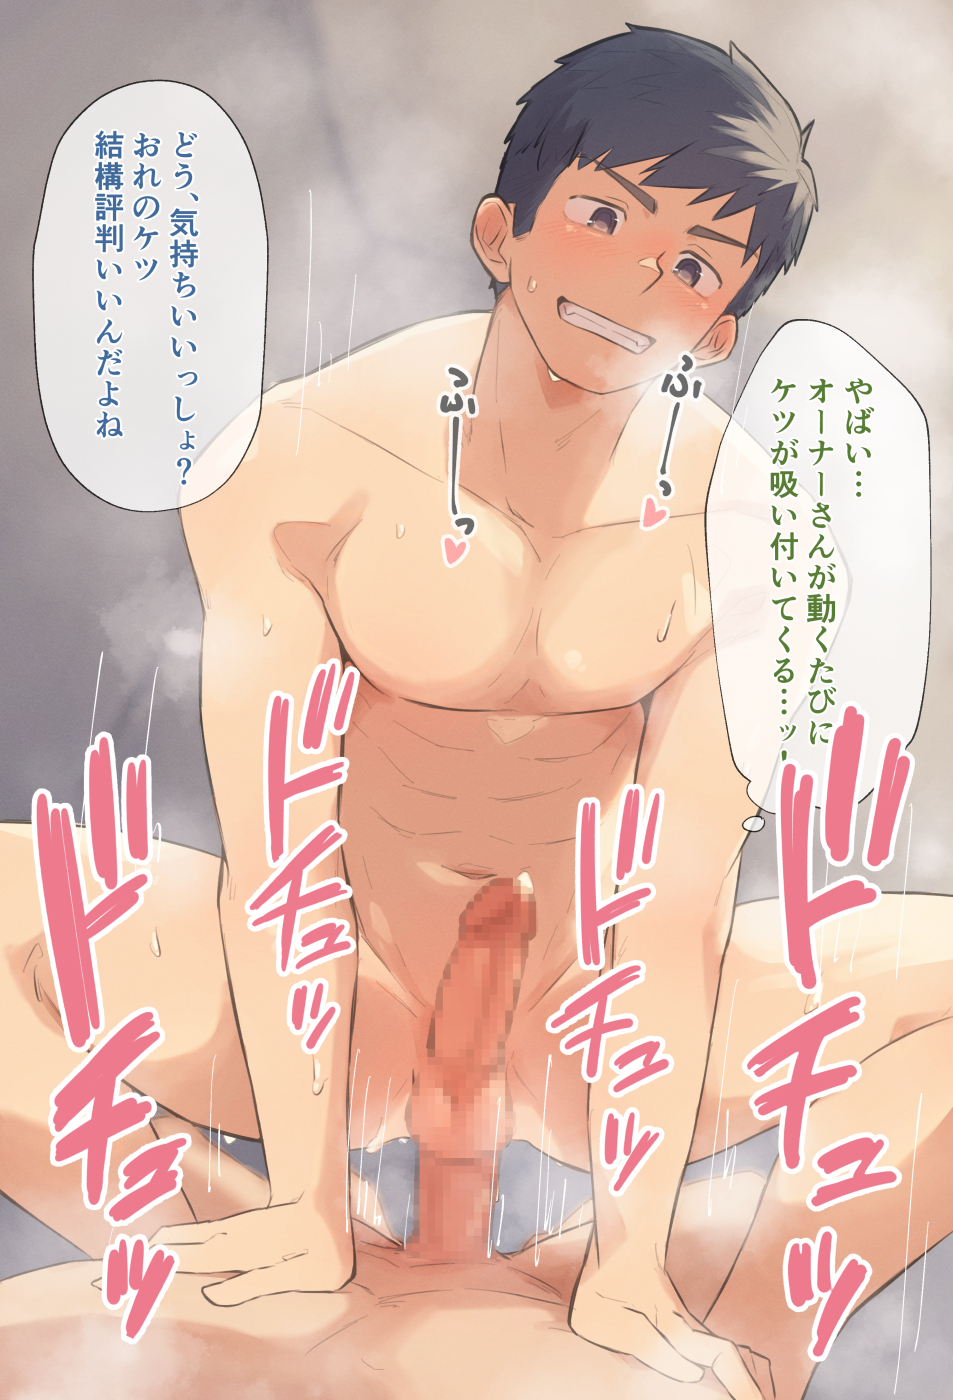 どう、気持ちいいっしょ？
おれのケツ
結構評判いいんだよね
ふーっ
ふーっ
やばい…
オーナーさんが動くたびに
ケツが吸い付いてくる…ッ！
ドチュッ
ドチュッ
ドチュッ
ドチュッ